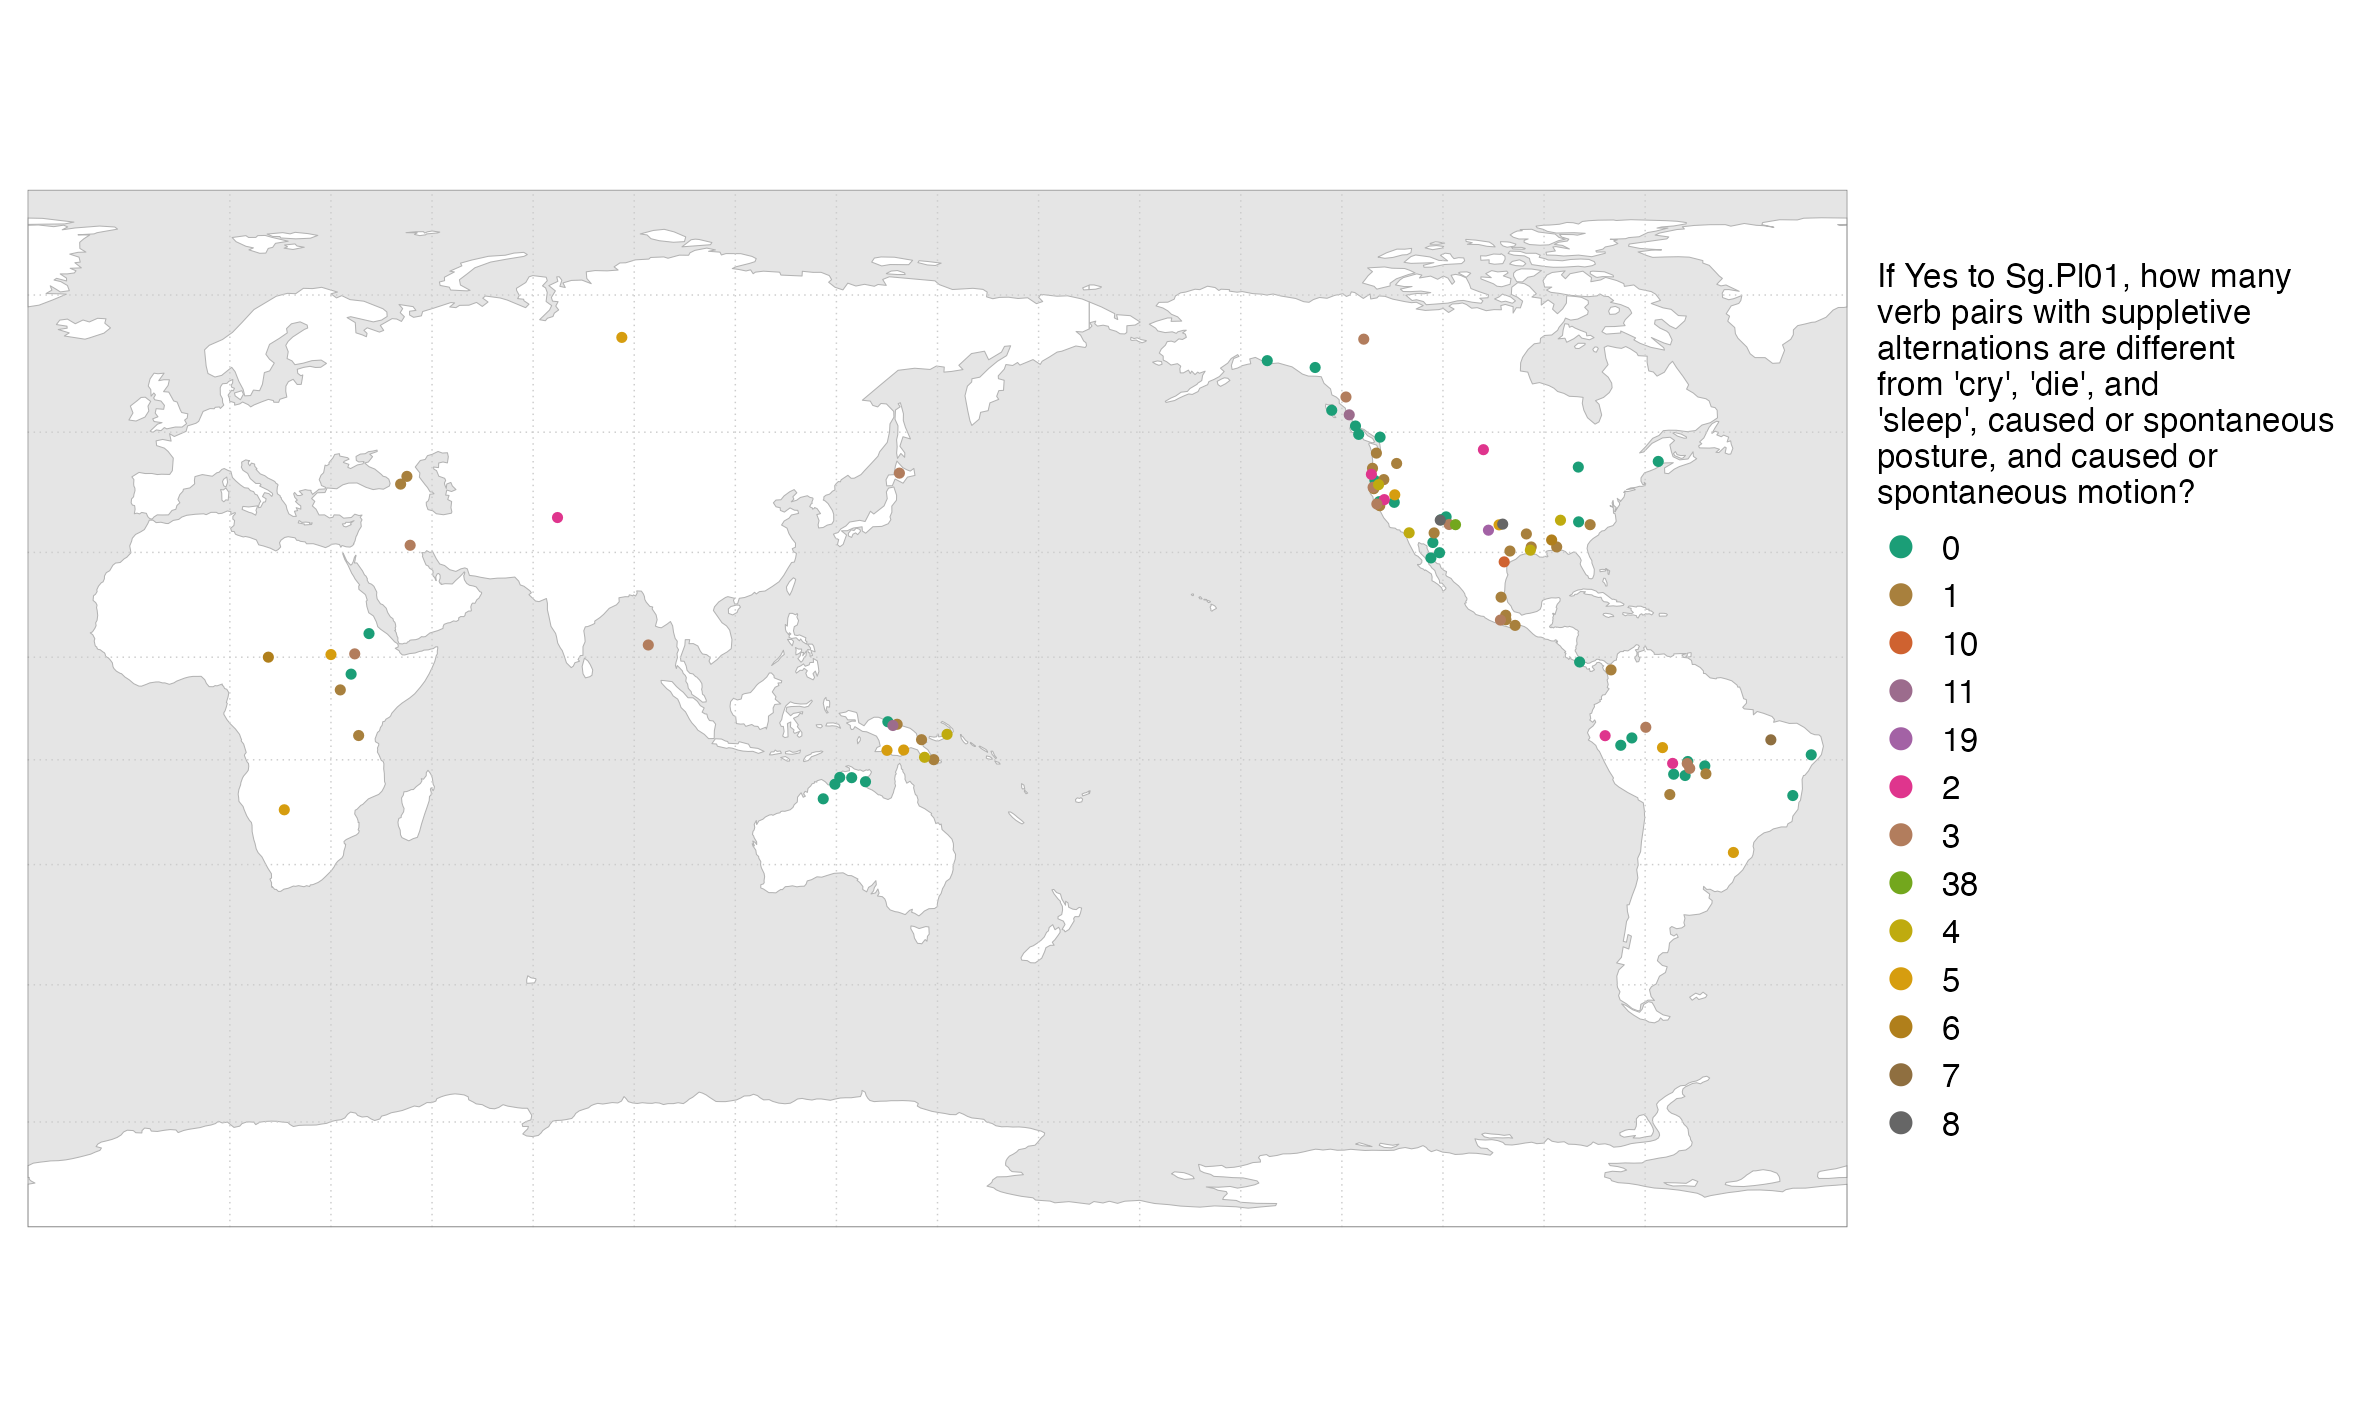 If Yes to Sg.Pl01, how many
verb pairs with suppletive
alternations are different
from 'cry', 'die', and
'sleep', caused or spontaneous
posture, and caused or
spontaneous motion?
0
1
10
11
19
2
3
38
4
5
6
7
8